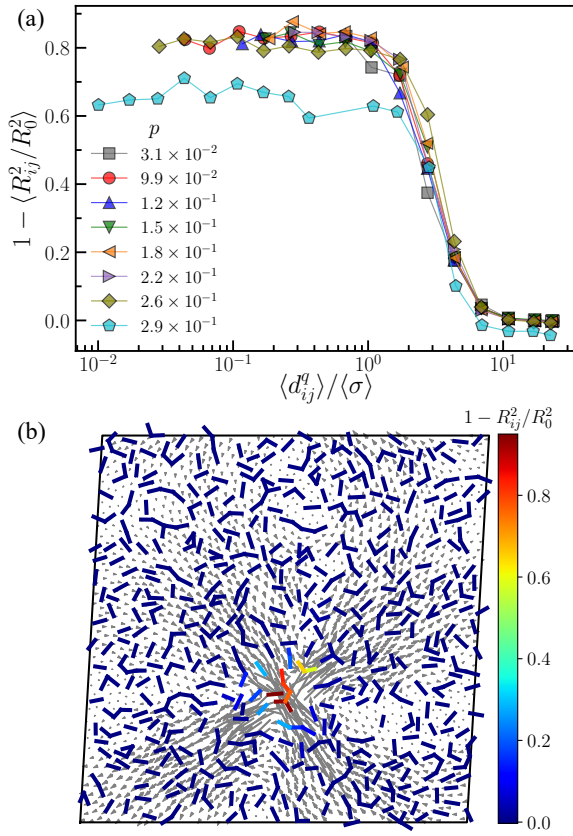 (a)
1 − ⟨R²ᵢⱼ/R²₀⟩
0.8
0.6
0.4
0.2
0.0
p
3.1 × 10⁻²
9.9 × 10⁻²
1.2 × 10⁻¹
1.5 × 10⁻¹
1.8 × 10⁻¹
2.2 × 10⁻¹
2.6 × 10⁻¹
2.9 × 10⁻¹
10⁻² 10⁻¹ 10⁰ 10¹
⟨d^q_ij⟩/⟨σ⟩
(b)
1 − R²ᵢⱼ/R²₀
0.8
0.6
0.4
0.2
0.0